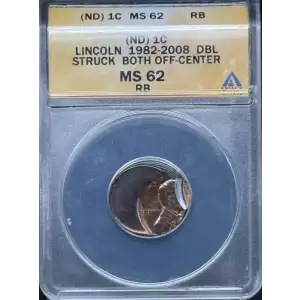 (ND) 1C MS 62 RB
(ND) 1C
LINCOLN 1982-2008 DBL
STRUCK BOTH OFF-CENTER
MS 62
RB